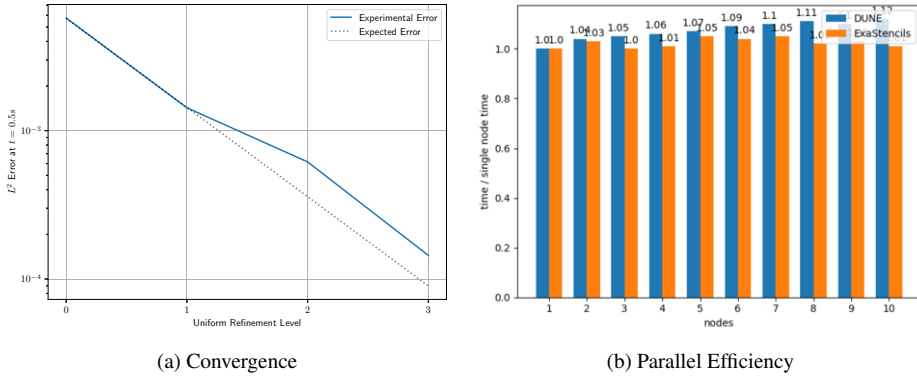 Experimental Error
Expected Error
10⁻³
10⁻⁴
L² Error at t = 0.5s
0 1 2 3
Uniform Refinement Level
(a) Convergence
DUNE
ExaStencils
1.0 1.0 1.04 1.03 1.05 1.0 1.06 1.01 1.07 1.05 1.09 1.04 1.1 1.05 1.11 1.12
1.0
0.8
0.6
0.4
0.2
0.0
time / single node time
1 2 3 4 5 6 7 8 9 10
nodes
(b) Parallel Efficiency